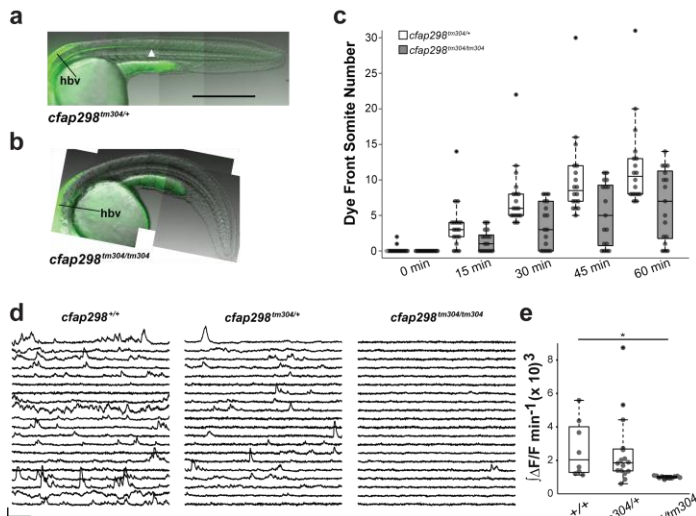 a
hbv
cfap298tm304/+
b
hbv
cfap298tm304/tm304
c
Dye Front Somite Number
30
25
20
15
10
5
0
cfap298tm304/+
cfap298tm304/tm304
0 min
15 min
30 min
45 min
60 min
d
cfap298+/+
cfap298tm304/+
cfap298tm304/tm304
e
∫ΔF/F min-1 (x 10)3
8
6
4
2
0
*
+/+